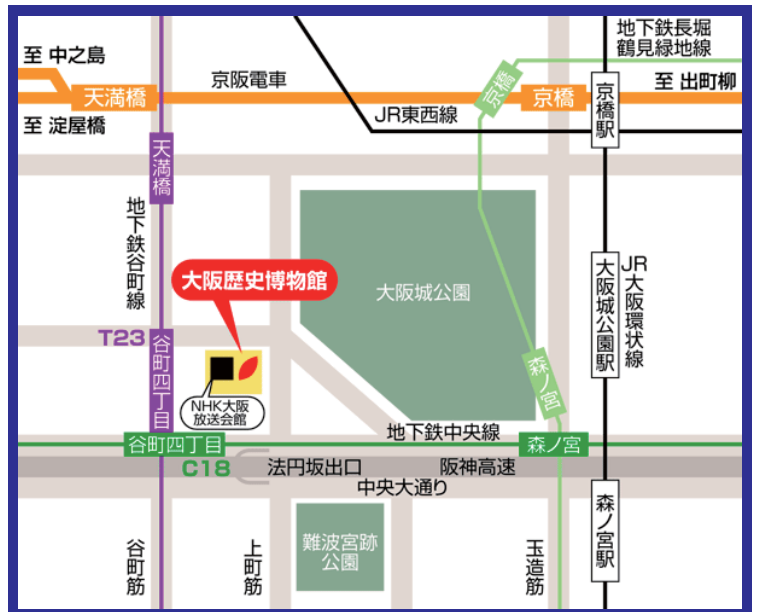 地下鉄長堀
鶴見緑地線
至 中之島
京阪電車
天満橋
京橋
京橋
京橋駅
至 出町柳
至 淀屋橋
JR東西線
天満橋
地下鉄谷町線
大阪歴史博物館
大阪城公園
大阪城公園駅
JR大阪環状線
T23
谷町四丁目
森ノ宮
NHK大阪
放送会館
地下鉄中央線
谷町四丁目
森ノ宮
C18
法円坂出口
阪神高速
中央大通り
森ノ宮駅
難波宮跡
公園
谷町筋
上町筋
玉造筋